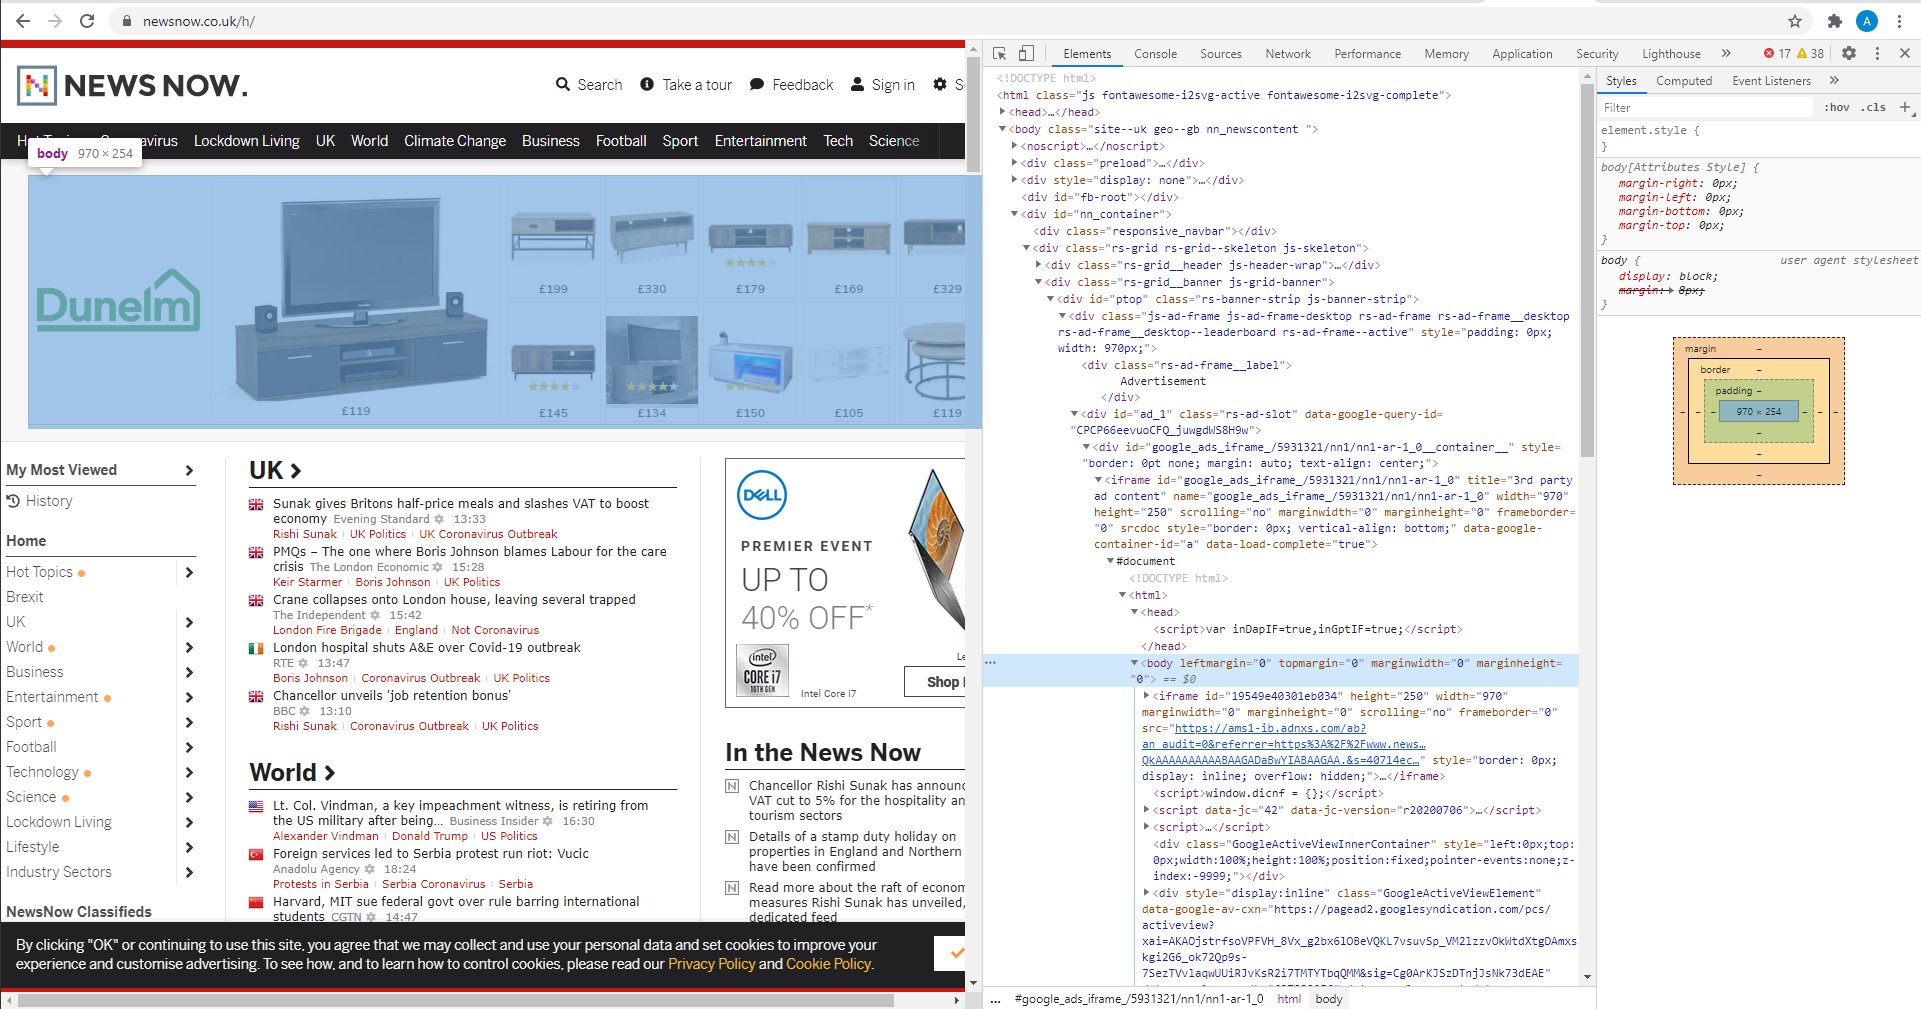 newsnow.co.uk/h/
A
NEWS NOW.
Search
Take a tour
Feedback
Sign in
Lockdown Living
UK
World
Climate Change
Business
Football
Sport
Entertainment
Tech
Science
body 970 × 254
Dunelm
£119
£199
£330
£179
£169
£329
£145
£134
£150
£105
£119
My Most Viewed
History
Home
Hot Topics
Brexit
UK
World
Business
Entertainment
Sport
Football
Technology
Science
Lockdown Living
Lifestyle
Industry Sectors
NewsNow Classifieds
UK
Sunak gives Britons half-price meals and slashes VAT to boost
economy Evening Standard 13:33
Rishi Sunak UK Politics UK Coronavirus Outbreak
PMQs – The one where Boris Johnson blames Labour for the care
crisis The London Economic 15:28
Keir Starmer Boris Johnson UK Politics
Crane collapses onto London house, leaving several trapped
The Independent 15:42
London Fire Brigade England Not Coronavirus
London hospital shuts A&E over Covid-19 outbreak
RTE 13:47
Boris Johnson Coronavirus Outbreak UK Politics
Chancellor unveils 'job retention bonus'
BBC 13:10
Rishi Sunak Coronavirus Outbreak UK Politics
World
Lt. Col. Vindman, a key impeachment witness, is retiring from
the US military after being... Business Insider 16:30
Alexander Vindman Donald Trump US Politics
Foreign services led to Serbia protest run riot: Vucic
Anadolu Agency 18:24
Protests in Serbia Serbia Coronavirus Serbia
Harvard, MIT sue federal govt over rule barring international
students CGTN 14:47
DELL
PREMIER EVENT
UP TO
40% OFF*
intel
CORE i7
10TH GEN
Intel Core i7
Shop
In the News Now
Chancellor Rishi Sunak has announc
VAT cut to 5% for the hospitality an
tourism sectors
Details of a stamp duty holiday on
properties in England and Northern
have been confirmed
Read more about the raft of econom
measures Rishi Sunak has unveiled,
dedicated feed
By clicking "OK" or continuing to use this site, you agree that we may collect and use your personal data and set cookies to improve your
experience and customise advertising. To see how, and to learn how to control cookies, please read our Privacy Policy and Cookie Policy.
Elements Console Sources Network Performance Memory Application Security Lighthouse » 17 38
<!DOCTYPE html>
<html class="js fontawesome-i2svg-active fontawesome-i2svg-complete">
<head>…</head>
<body class="site--uk geo--gb nn_newscontent ">
<noscript>…</noscript>
<div class="preload">…</div>
<div style="display: none">…</div>
<div id="fb-root"></div>
<div id="nn_container">
<div class="responsive_navbar"></div>
<div class="rs-grid rs-grid--skeleton js-skeleton">
<div class="rs-grid__header js-header-wrap">…</div>
<div class="rs-grid__banner js-grid-banner">
<div id="ptop" class="rs-banner-strip js-banner-strip">
<div class="js-ad-frame js-ad-frame-desktop rs-ad-frame rs-ad-frame__desktop
rs-ad-frame__desktop--leaderboard rs-ad-frame--active" style="padding: 0px;
width: 970px;">
<div class="rs-ad-frame__label">
Advertisement
</div>
<div id="ad_1" class="rs-ad-slot" data-google-query-id=
"CPCP66eevuoCFQ_juwgdWS8H9w">
<div id="google_ads_iframe_/5931321/nn1/nn1-ar-1_0__container__" style=
"border: 0pt none; margin: auto; text-align: center;">
<iframe id="google_ads_iframe_/5931321/nn1/nn1-ar-1_0" title="3rd party
ad content" name="google_ads_iframe_/5931321/nn1/nn1-ar-1_0" width="970"
height="250" scrolling="no" marginwidth="0" marginheight="0" frameborder=
"0" srcdoc style="border: 0px; vertical-align: bottom;" data-google-
container-id="a" data-load-complete="true">
#document
<!DOCTYPE html>
<html>
<head>
<script>var inDapIF=true,inGptIF=true;</script>
</head>
<body leftmargin="0" topmargin="0" marginwidth="0" marginheight=
"0"> == $0
<iframe id="19549e40301eb034" height="250" width="970"
marginwidth="0" marginheight="0" scrolling="no" frameborder="0"
src="https://ams1-ib.adnxs.com/ab?
an_audit=0&referrer=https%3A%2F%2Fwww.news…
QkAAAAAAAAAABAAGADaBwYIABAAGAA.&s=40714ec…" style="border: 0px;
display: inline; overflow: hidden;">…</iframe>
<script>window.dicnf = {};</script>
<script data-jc="42" data-jc-version="r20200706">…</script>
<script>…</script>
<div class="GoogleActiveViewInnerContainer" style="left:0px;top:
0px;width:100%;height:100%;position:fixed;pointer-events:none;z-
index:-9999;"></div>
<div style="display:inline" class="GoogleActiveViewElement"
data-google-av-cxn="https://pagead2.googlesyndication.com/pcs/
activeview?
xai=AKAOjstrfsoVPFVH_8Vx_g2bx6lOBeVQKL7vsuvSp_VM2lzzvOkWtdXtgDAmxs
kgi2G6_ok72Qp9s-
7SezTVvlaqwUUiRJvKsR2i7TMTYTbqQMM&sig=Cg0ArKJSzDTnjJsNk73dEAE"
... #google_ads_iframe_/5931321/nn1/nn1-ar-1_0 html body
Styles Computed Event Listeners »
Filter :hov .cls +
element.style {
}
body[Attributes Style] {
margin-right: 0px;
margin-left: 0px;
margin-bottom: 0px;
margin-top: 0px;
}
body { user agent stylesheet
display: block;
margin: 8px;
}
margin –
border –
padding –
– – – 970 × 254 – – –
–
–
–